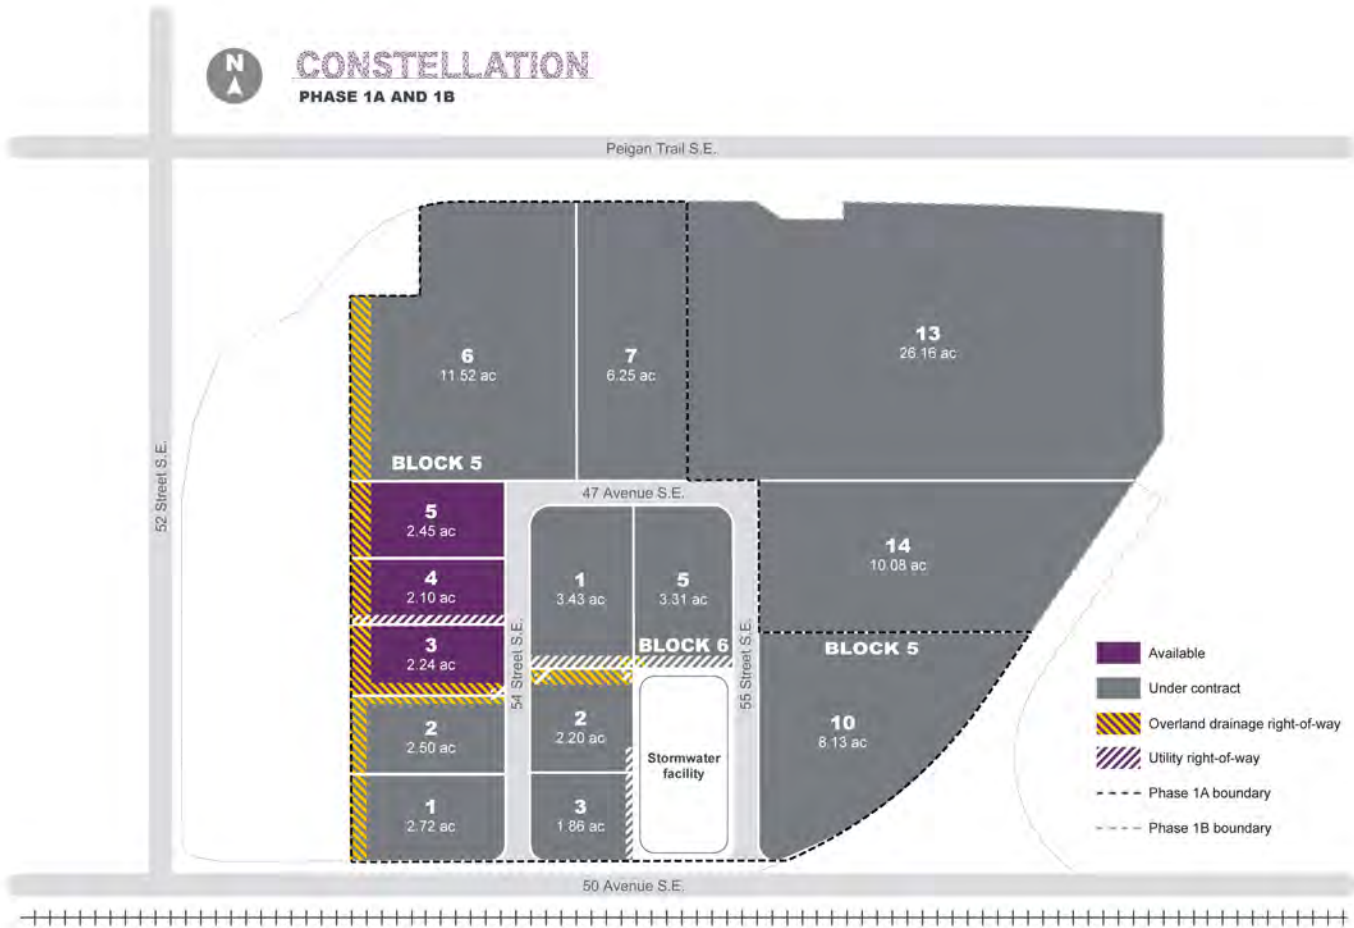 N
CONSTELLATION
PHASE 1A AND 1B
Peigan Trail S.E.
52 Street S.E.
6
11.52 ac
7
6.25 ac
13
26.16 ac
BLOCK 5
47 Avenue S.E.
5
2.45 ac
4
2.10 ac
3
2.24 ac
2
2.50 ac
1
2.72 ac
54 Street S.E.
1
3.43 ac
5
3.31 ac
BLOCK 6
2
2.20 ac
3
1.86 ac
Stormwater
facility
55 Street S.E.
14
10.08 ac
BLOCK 5
10
8.13 ac
Available
Under contract
Overland drainage right-of-way
Utility right-of-way
Phase 1A boundary
Phase 1B boundary
50 Avenue S.E.